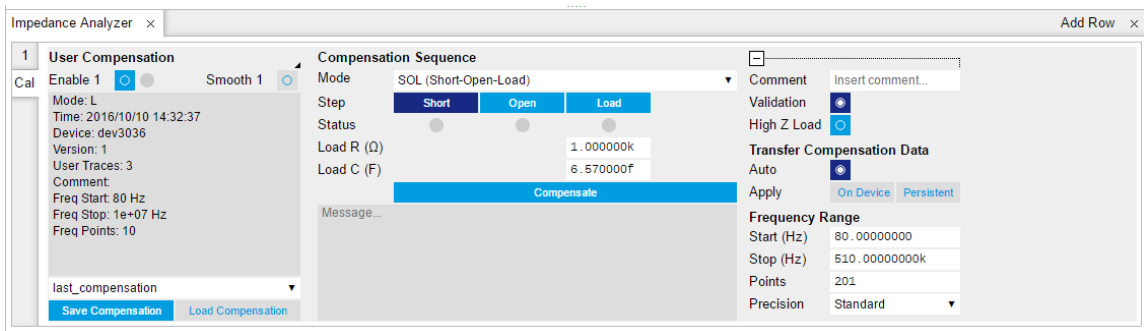 Impedance Analyzer × Add Row ×
1
Cal
User Compensation
Enable 1 Smooth 1
Mode: L
Time: 2016/10/10 14:32:37
Device: dev3036
Version: 1
User Traces: 3
Comment:
Freq Start: 80 Hz
Freq Stop: 1e+07 Hz
Freq Points: 10
last_compensation
Save Compensation Load Compensation
Compensation Sequence
Mode SOL (Short-Open-Load)
Step Short Open Load
Status
Load R (Ω) 1.000000k
Load C (F) 6.570000f
Compensate
Message...
Comment Insert comment...
Validation
High Z Load
Transfer Compensation Data
Auto
Apply On Device Persistent
Frequency Range
Start (Hz) 80.00000000
Stop (Hz) 510.00000000k
Points 201
Precision Standard